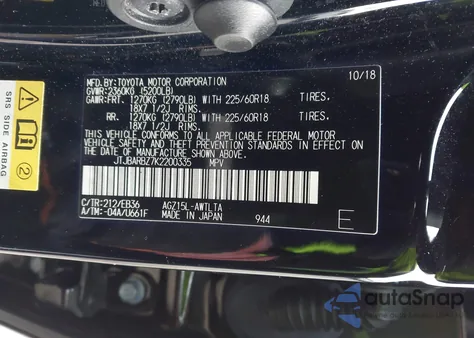 MFD.BY:TOYOTA MOTOR CORPORATION 10/18
GVWR:2360KG (5200LB)
GAWR:FRT. 1270KG (2790LB) WITH 225/60R18 TIRES.
18X7 1/2J RIMS.
RR. 1270KG (2790LB) WITH 225/60R18 TIRES.
18X7 1/2J RIMS.
THIS VEHICLE CONFORMS TO ALL APPLICABLE FEDERAL MOTOR
VEHICLE SAFETY AND THEFT PREVENTION STANDARDS IN EFFECT ON THE
DATE OF MANUFACTURE SHOWN ABOVE.
JTJBARBZ7K2200335 MPV
C/TR:212/EB36 AGZ15L-AWTLTA
A/TM:-04A/U661F MADE IN JAPAN 944 E
SRS SIDE AIRBAG
2
autoSnap